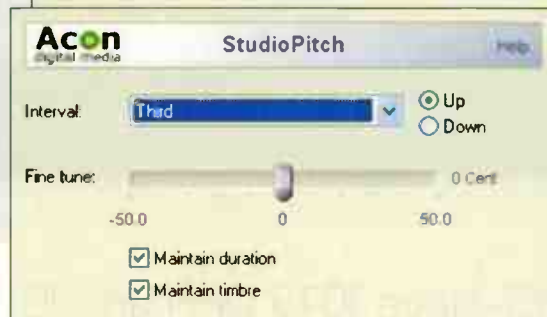 Acon
digital media
StudioPitch
Help
Interval:
Third
Up
Down
Fine tune:
0 Cent
-50.0
0
50.0
Maintain duration
Maintain timbre